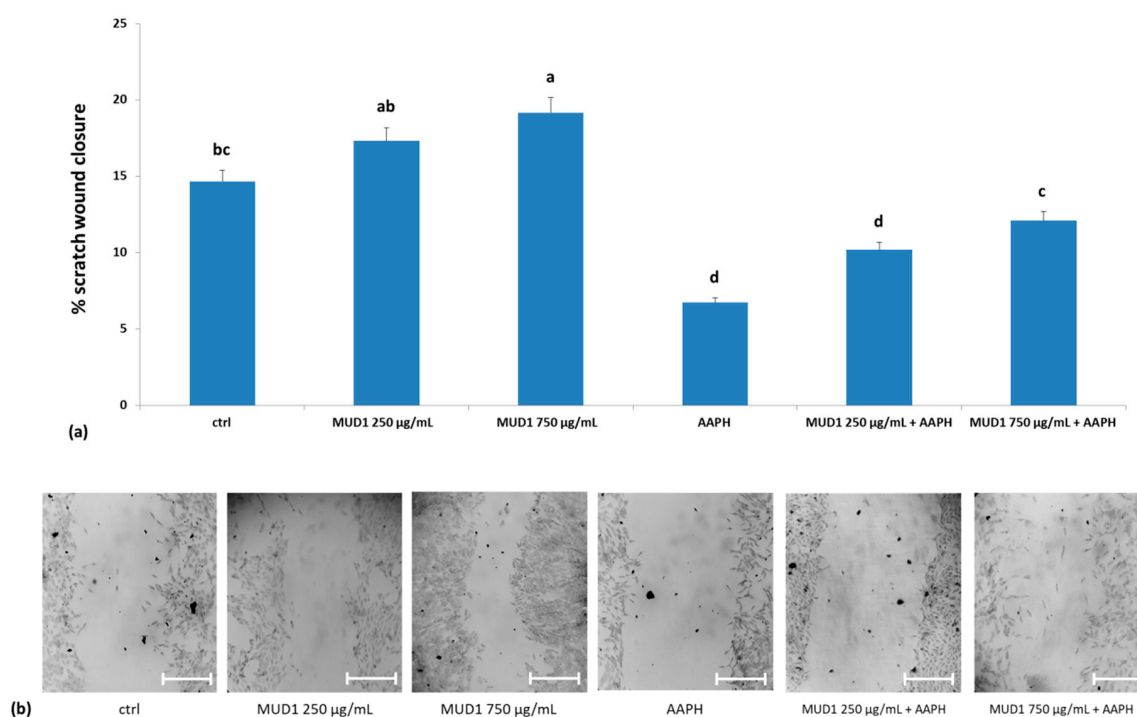 25
20
15
10
5
0
% scratch wound closure
bc
ab
a
d
d
c
ctrl
MUD1 250 µg/mL
MUD1 750 µg/mL
AAPH
MUD1 250 µg/mL + AAPH
MUD1 750 µg/mL + AAPH
(a)
(b)
ctrl
MUD1 250 µg/mL
MUD1 750 µg/mL
AAPH
MUD1 250 µg/mL + AAPH
MUD1 750 µg/mL + AAPH